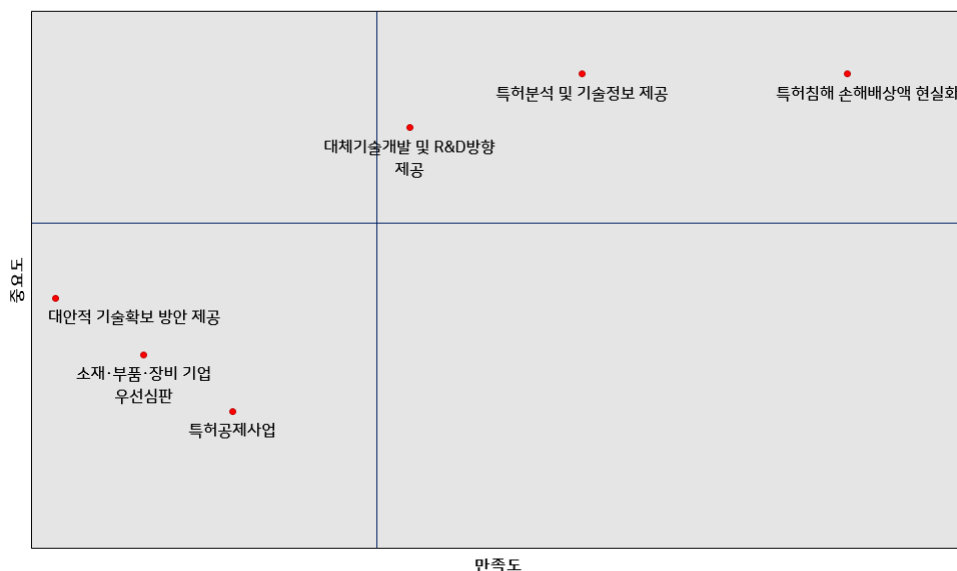 특허분석 및 기술정보 제공
특허침해 손해배상액 현실화
대체기술개발 및 R&D방향
제공
중요도
대안적 기술확보 방안 제공
소재·부품·장비 기업
우선심판
특허공제사업
만족도